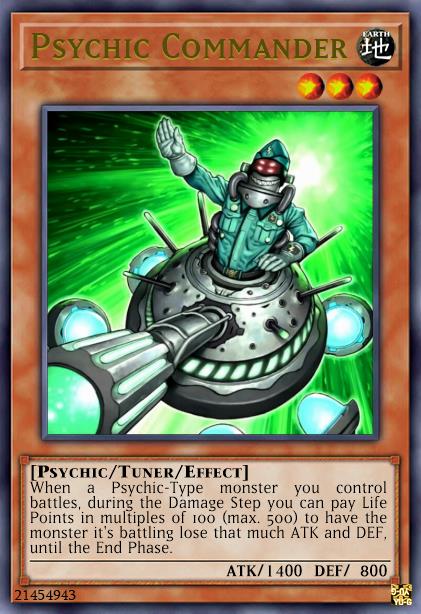 Psychic Commander
EARTH
地
[Psychic/Tuner/Effect]
When a Psychic-Type monster you control
battles, during the Damage Step you can pay Life
Points in multiples of 100 (max. 500) to have the
monster it's battling lose that much ATK and DEF,
until the End Phase.
ATK/1400 DEF/ 800
21454943